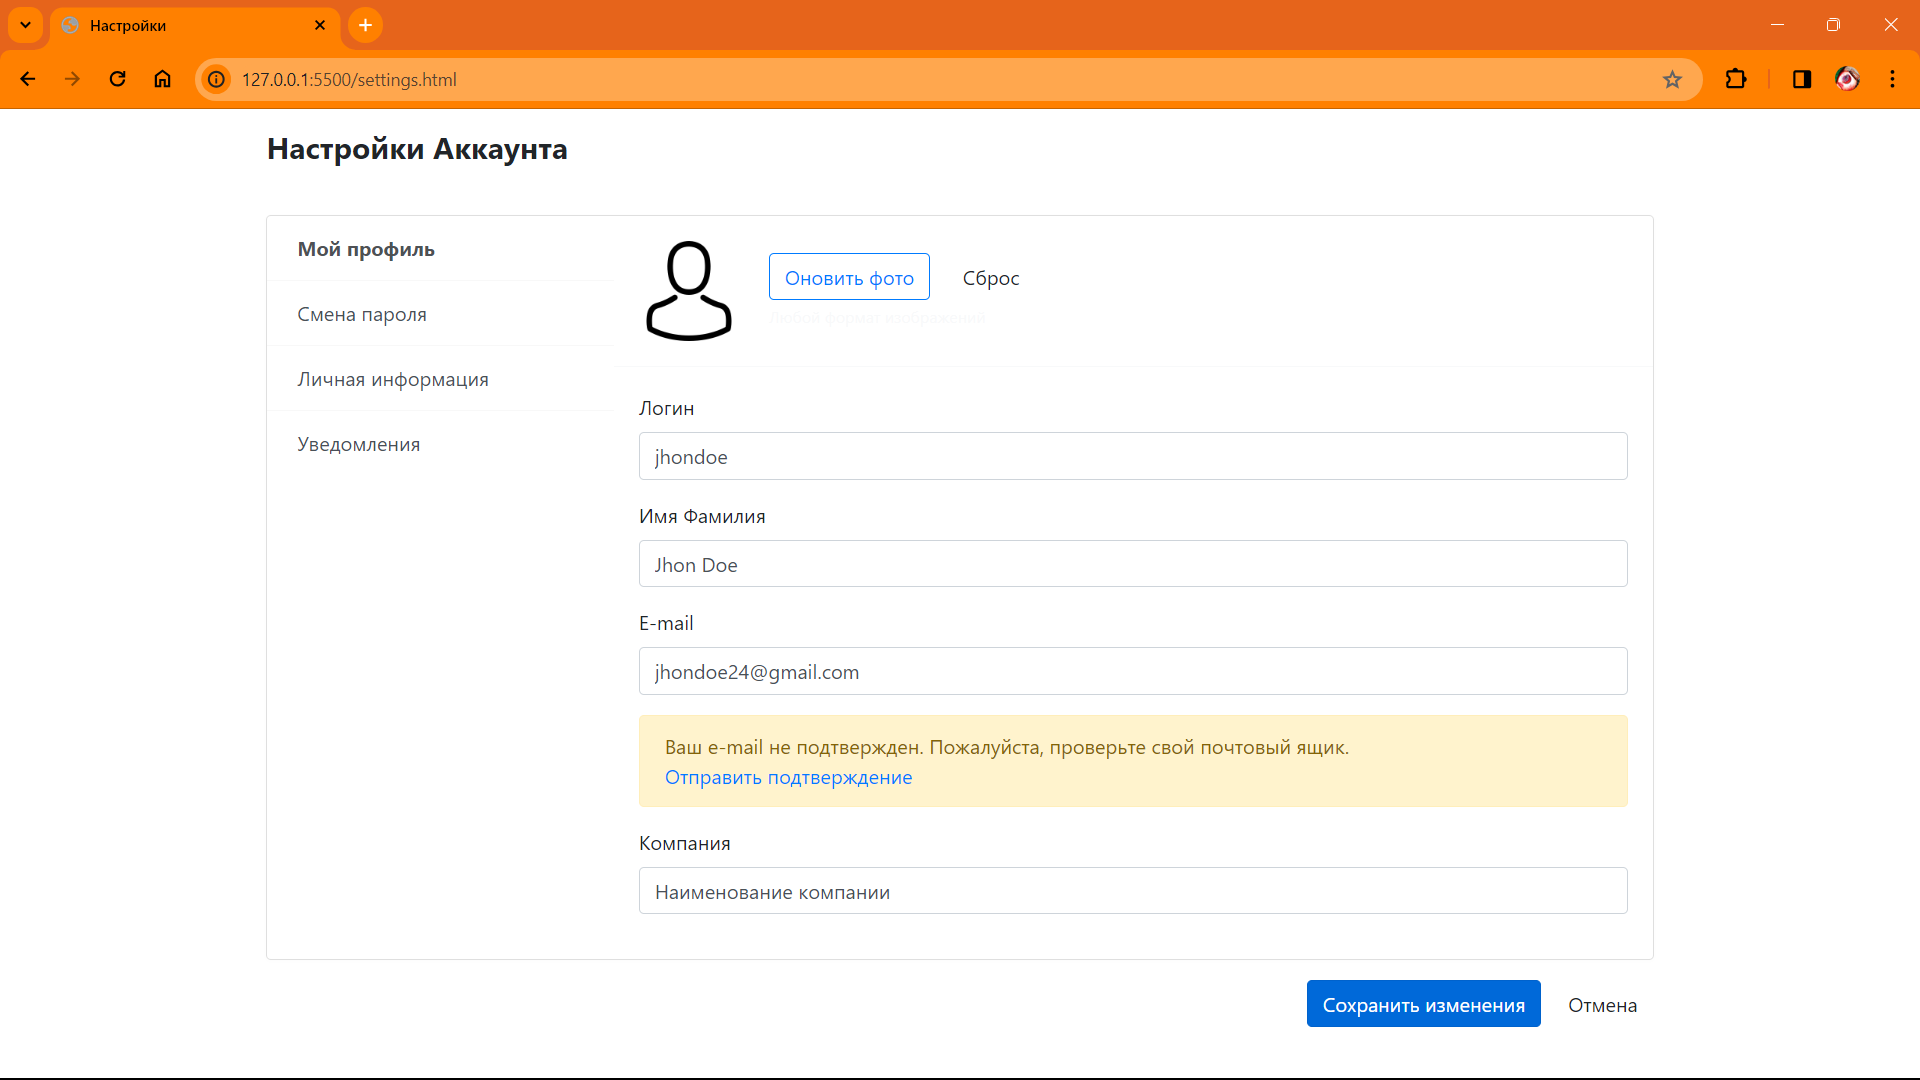 Настройки
127.0.0.1:5500/settings.html
Настройки Аккаунта
Мой профиль
Смена пароля
Личная информация
Уведомления
Оновить фото
Сброс
Любой формат изображений
Логин
jhondoe
Имя Фамилия
Jhon Doe
E-mail
jhondoe24@gmail.com
Ваш e-mail не подтвержден. Пожалуйста, проверьте свой почтовый ящик.
Отправить подтверждение
Компания
Наименование компании
Сохранить изменения
Отмена